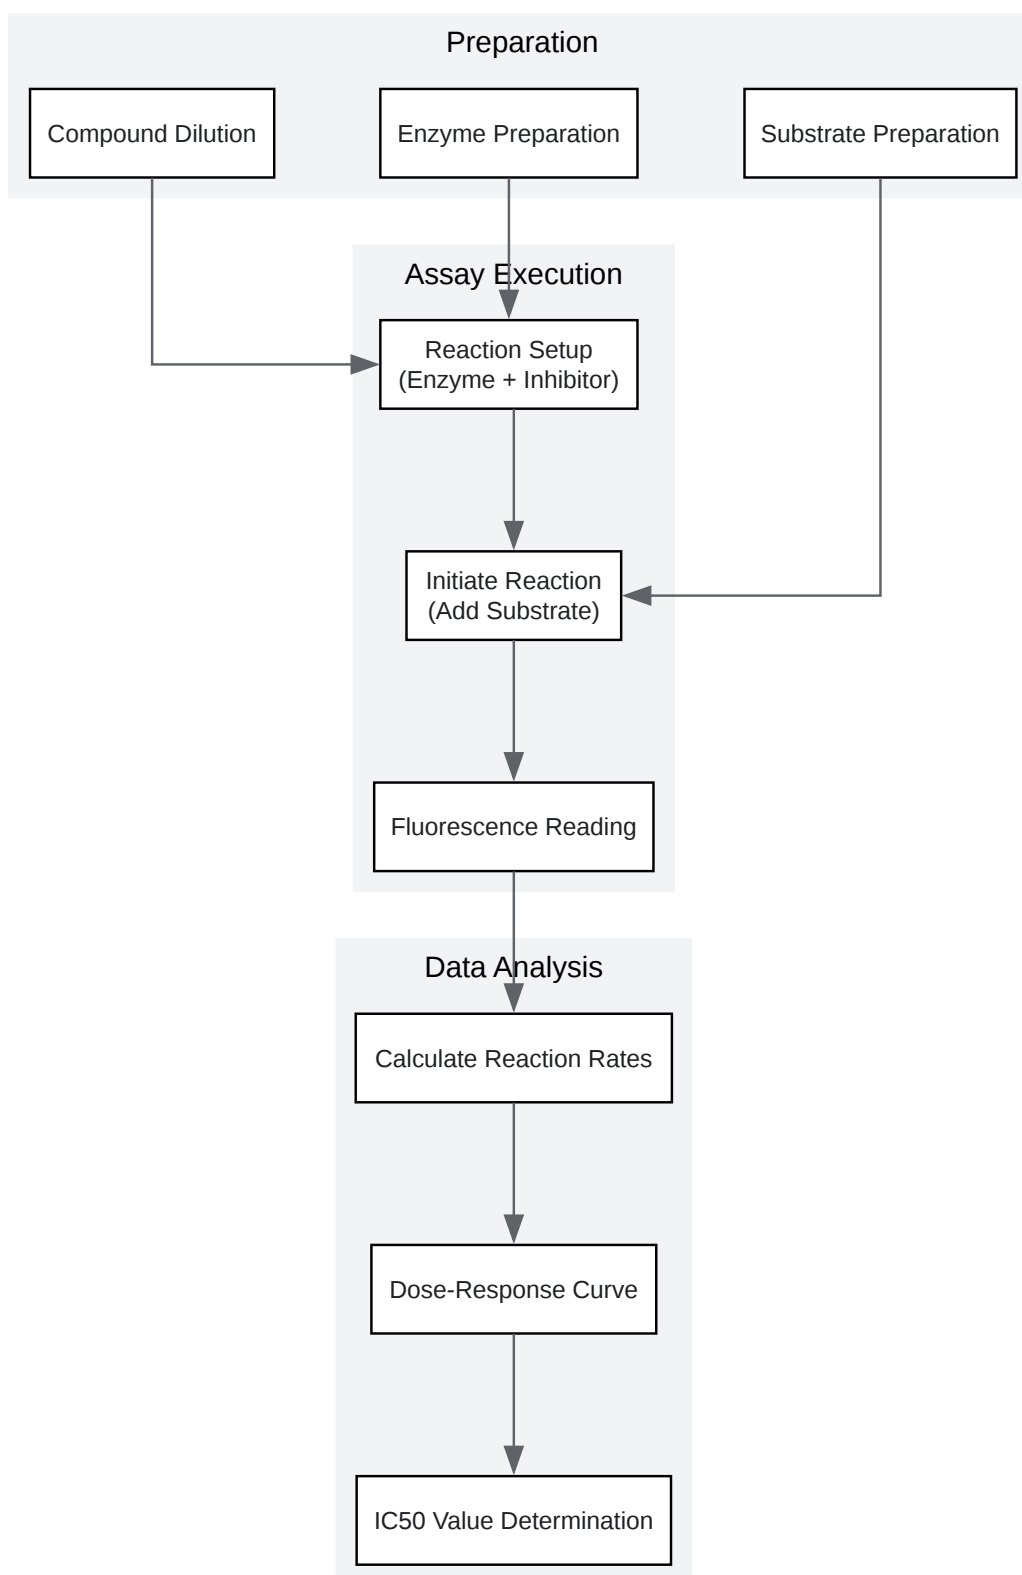 Preparation
Compound Dilution
Enzyme Preparation
Substrate Preparation
Assay Execution
Reaction Setup
(Enzyme + Inhibitor)
Initiate Reaction
(Add Substrate)
Fluorescence Reading
Data Analysis
Calculate Reaction Rates
Dose-Response Curve
IC50 Value Determination